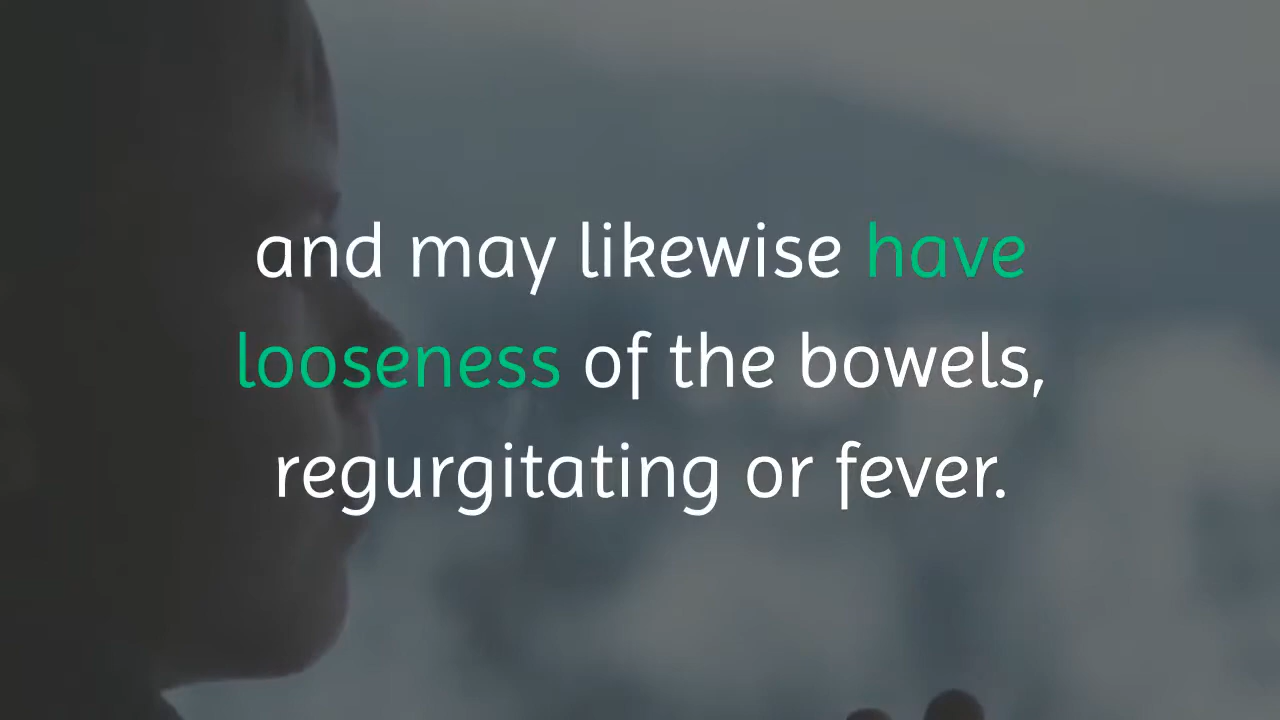 and may likewise have
looseness of the bowels,
regurgitating or fever.